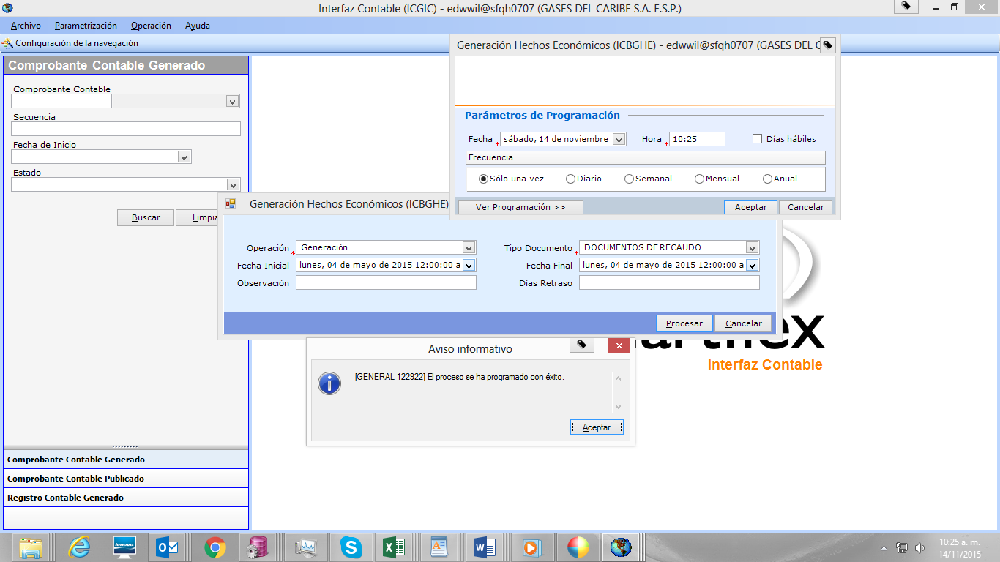 Interfaz Contable (ICGIC) - edwwil@sfqh0707 (GASES DEL CARIBE S.A. E.S.P.)
Archivo Parametrización Operación Ayuda
Configuración de la navegación
Comprobante Contable Generado
Comprobante Contable
Secuencia
Fecha de Inicio
Estado
Buscar Limpia
Generación Hechos Económicos (ICBGHE) - edwwil@sfqh0707 (GASES DEL C
Parámetros de Programación
Fecha * sábado, 14 de noviembre Hora * 10:25 Días hábiles
Frecuencia
Sólo una vez Diario Semanal Mensual Anual
Ver Programación >> Aceptar Cancelar
Generación Hechos Económicos (ICBGHE)
Operación * Generación Tipo Documento * DOCUMENTOS DE RECAUDO
Fecha Inicial lunes, 04 de mayo de 2015 12:00:00 a Fecha Final lunes, 04 de mayo de 2015 12:00:00 a
Observación Días Retraso
Procesar Cancelar
Interfaz Contable
Aviso informativo
[GENERAL 122922] El proceso se ha programado con éxito.
Aceptar
Comprobante Contable Generado
Comprobante Contable Publicado
Registro Contable Generado
lenovo
10:25 a. m.
14/11/2015